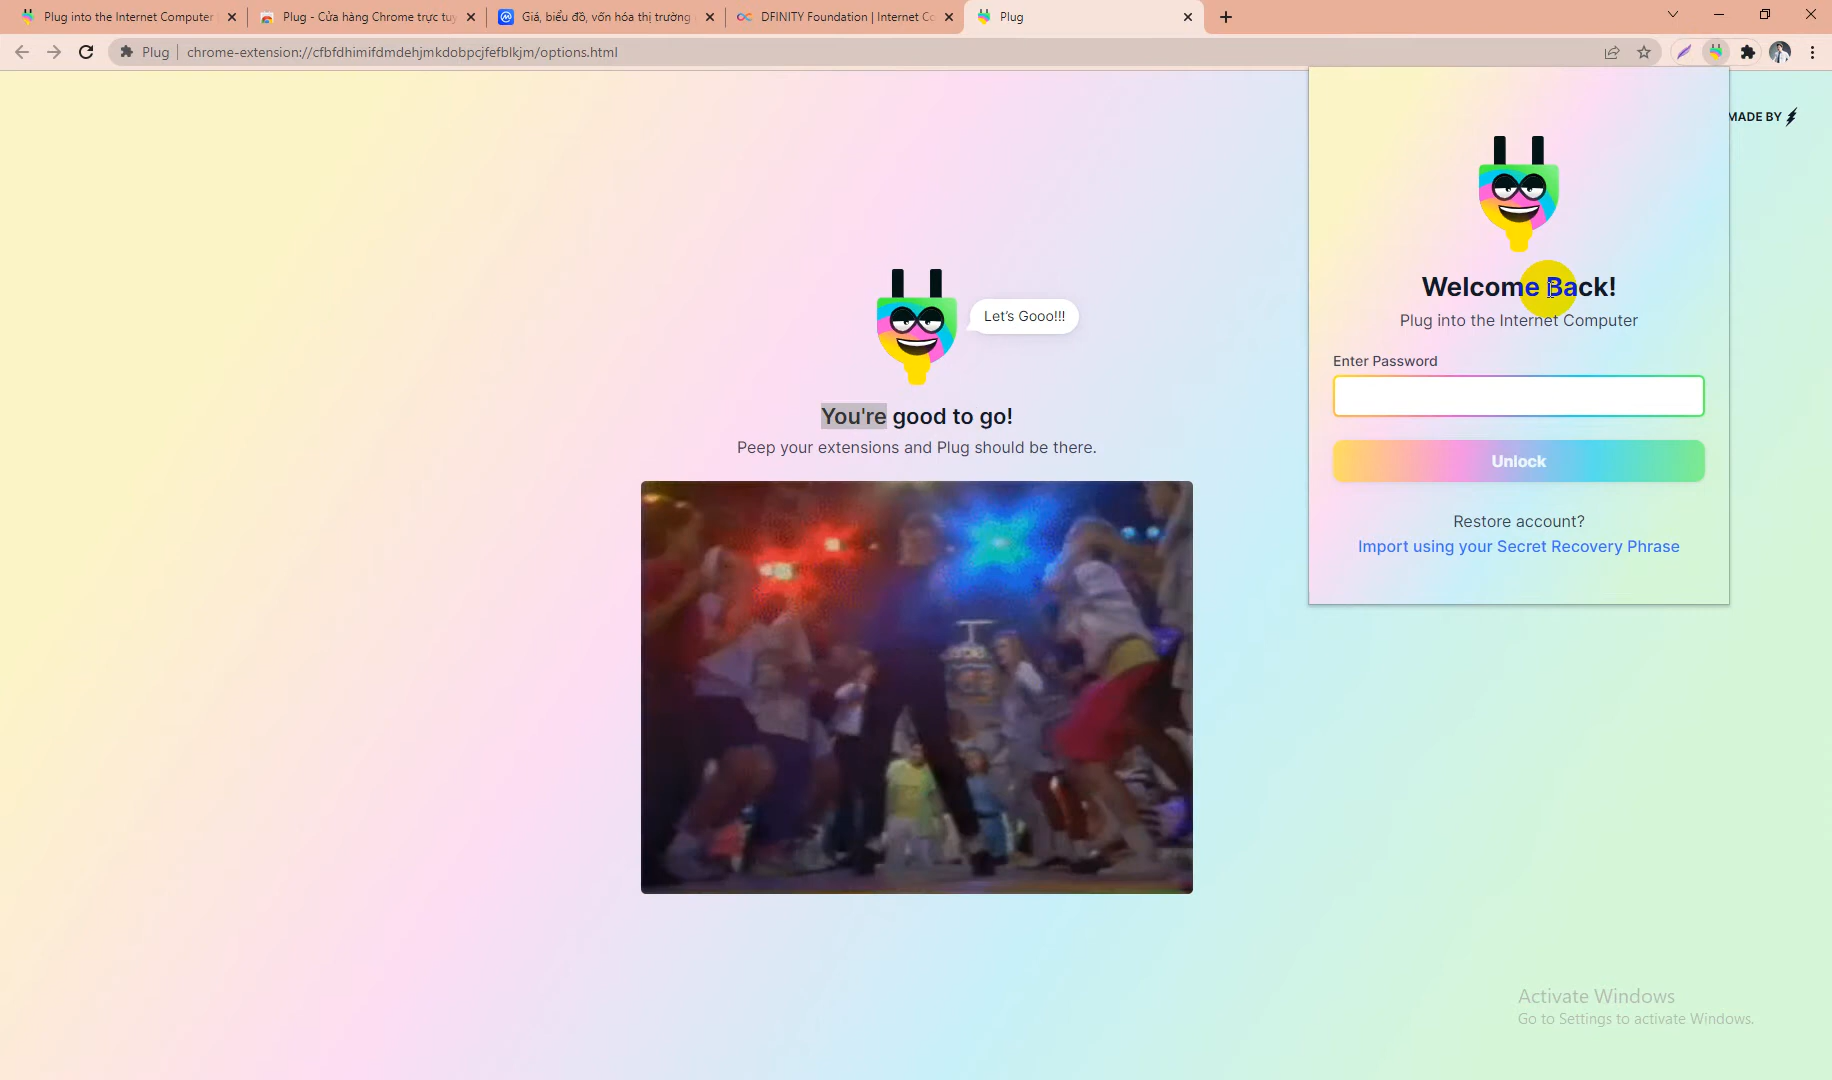 Plug into the Internet Computer
Plug - Cửa hàng Chrome trực tuy
Giá, biểu đồ, vốn hóa thị trường
DFINITY Foundation | Internet Co
Plug
Plug
chrome-extension://cfbfdhimifdmdehjmkdobpcjfefblkjm/options.html
MADE BY
Let's Gooo!!!
You're good to go!
Peep your extensions and Plug should be there.
Welcome Back!
Plug into the Internet Computer
Enter Password
Unlock
Restore account?
Import using your Secret Recovery Phrase
Activate Windows
Go to Settings to activate Windows.